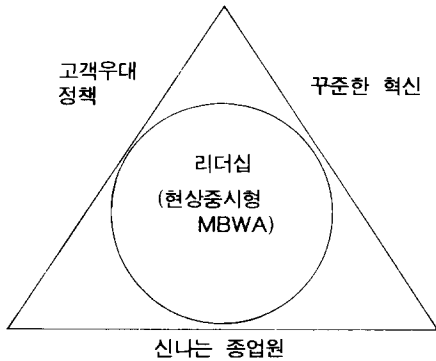 고객우대
정책
꾸준한 혁신
리더십
(현상중시형
MBWA)
신나는 종업원